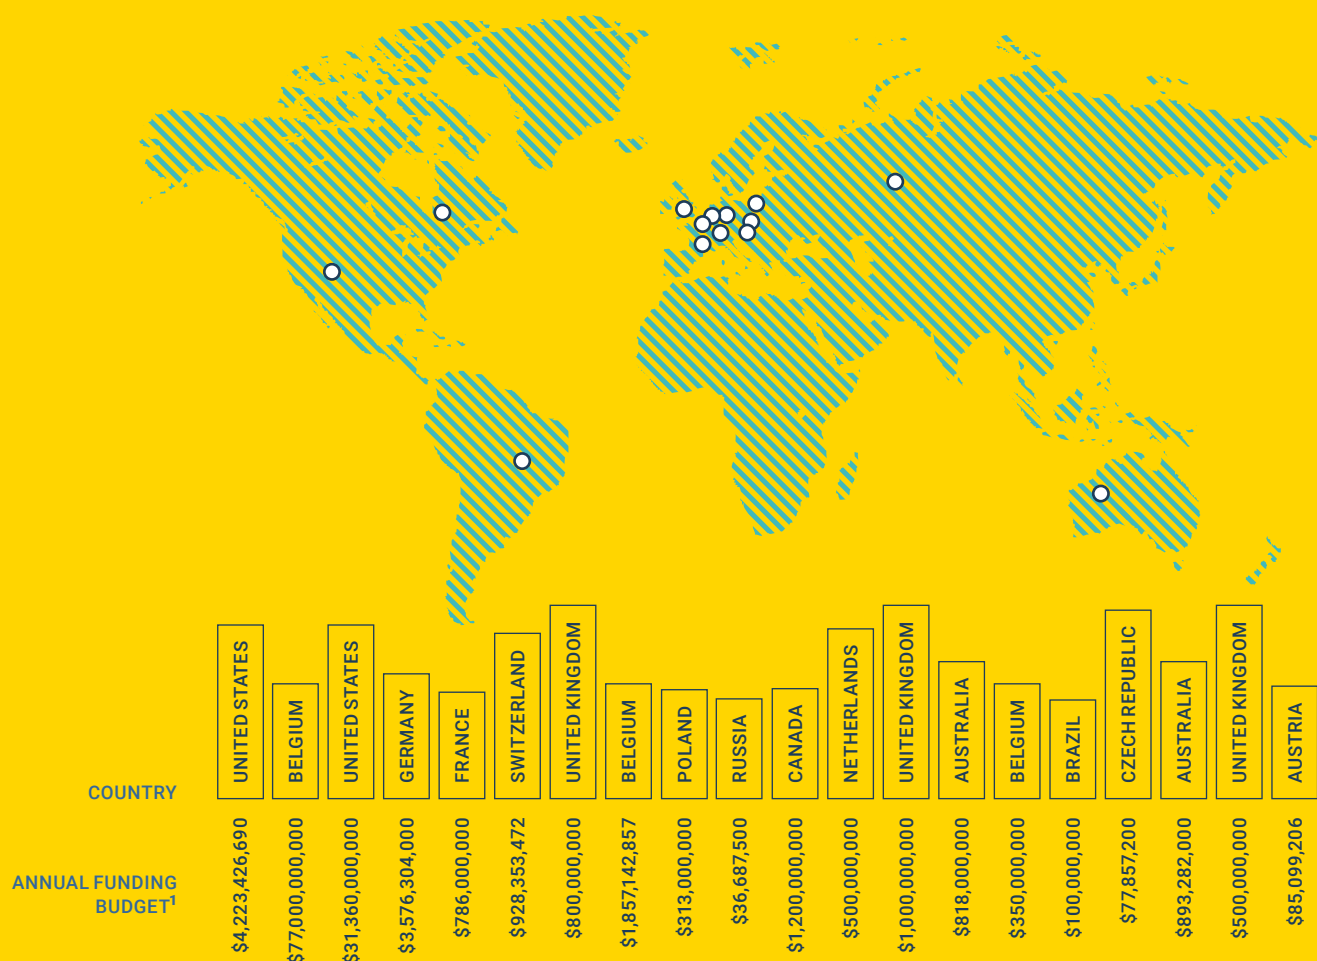 COUNTRY
UNITED STATES
BELGIUM
UNITED STATES
GERMANY
FRANCE
SWITZERLAND
UNITED KINGDOM
BELGIUM
POLAND
RUSSIA
CANADA
NETHERLANDS
UNITED KINGDOM
AUSTRALIA
BELGIUM
BRAZIL
CZECH REPUBLIC
AUSTRALIA
UNITED KINGDOM
AUSTRIA
ANNUAL FUNDING
BUDGET¹
$4,223,426,690
$77,000,000,000
$31,360,000,000
$3,576,304,000
$786,000,000
$928,353,472
$800,000,000
$1,857,142,857
$313,000,000
$36,687,500
$1,200,000,000
$500,000,000
$1,000,000,000
$818,000,000
$350,000,000
$100,000,000
$77,857,200
$893,282,000
$500,000,000
$85,099,206